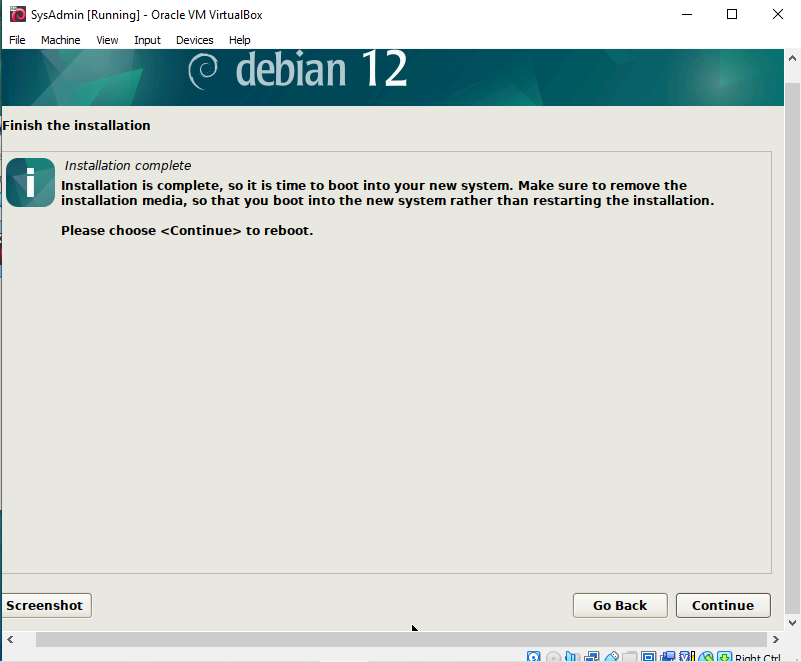 SysAdmin [Running] - Oracle VM VirtualBox
File Machine View Input Devices Help
debian 12
Finish the installation
Installation complete
Installation is complete, so it is time to boot into your new system. Make sure to remove the
installation media, so that you boot into the new system rather than restarting the installation.
Please choose <Continue> to reboot.
Screenshot Go Back Continue
Right Ctrl